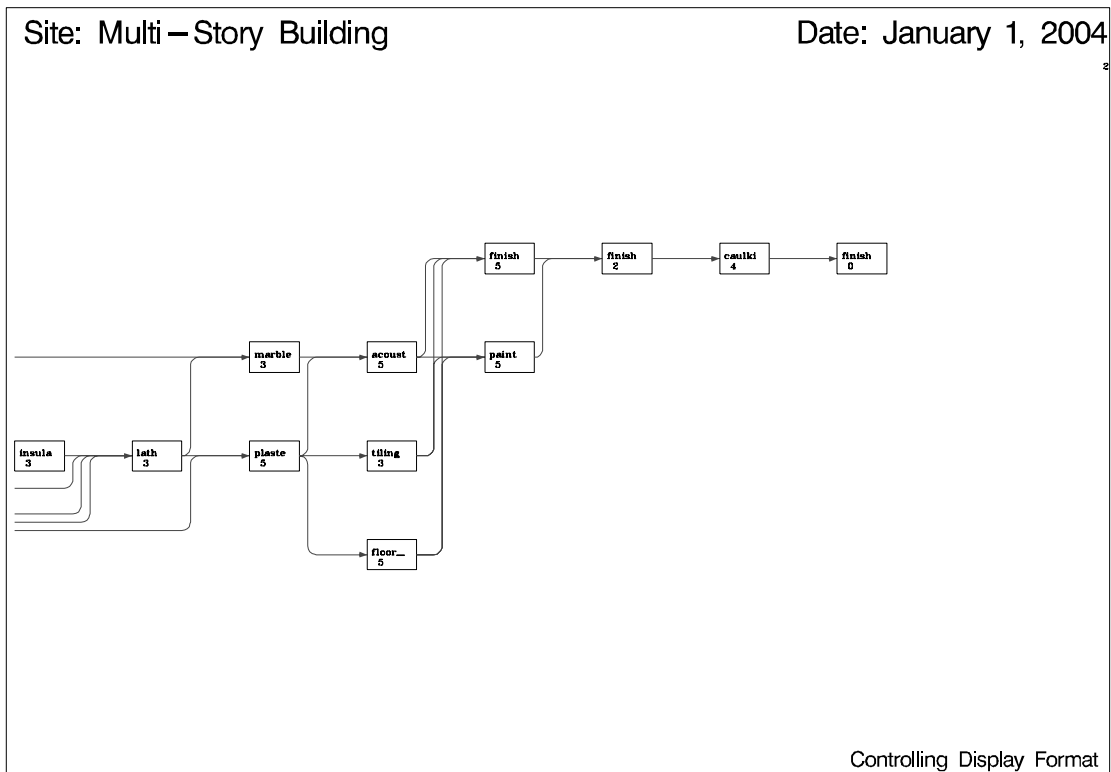 Site: Multi-Story Building
Date: January 1, 2004
2
finish
5
finish
2
caulki
4
finish
0
marble
3
acoust
5
paint
5
insula
3
lath
3
plaste
5
tiling
3
floor_
5
Controlling Display Format